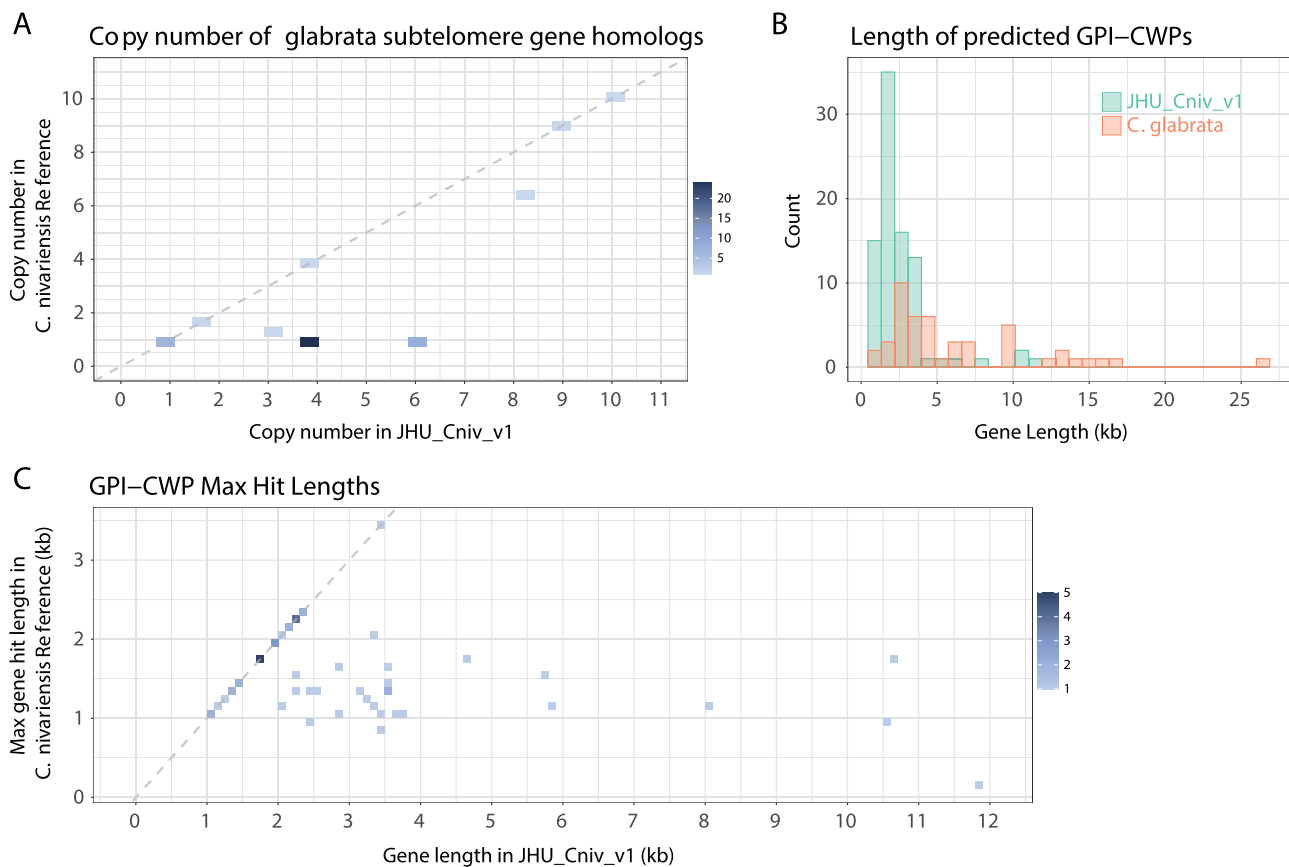 A
Copy number of glabrata subtelomere gene homologs
Copy number in
C. nivariensis Reference
10
8
6
4
2
0
0 1 2 3 4 5 6 7 8 9 10 11
Copy number in JHU_Cniv_v1
20
15
10
5
B
Length of predicted GPI–CWPs
Count
30
20
10
0
0 5 10 15 20 25
Gene Length (kb)
JHU_Cniv_v1
C. glabrata
C
GPI–CWP Max Hit Lengths
Max gene hit length in
C. nivariensis Reference (kb)
3
2
1
0
0 1 2 3 4 5 6 7 8 9 10 11 12
Gene length in JHU_Cniv_v1 (kb)
5
4
3
2
1